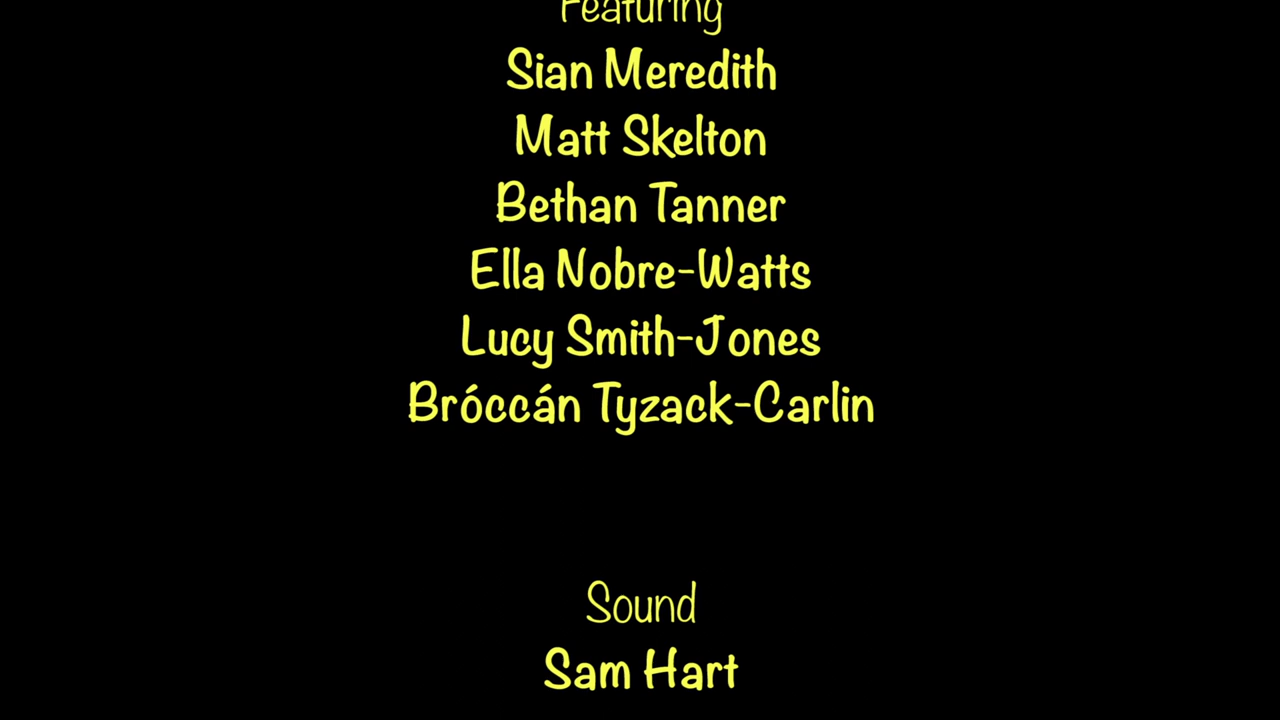 Featuring
Sian Meredith
Matt Skelton
Bethan Tanner
Ella Nobre-Watts
Lucy Smith-Jones
Bróccán Tyzack-Carlin
Sound
Sam Hart